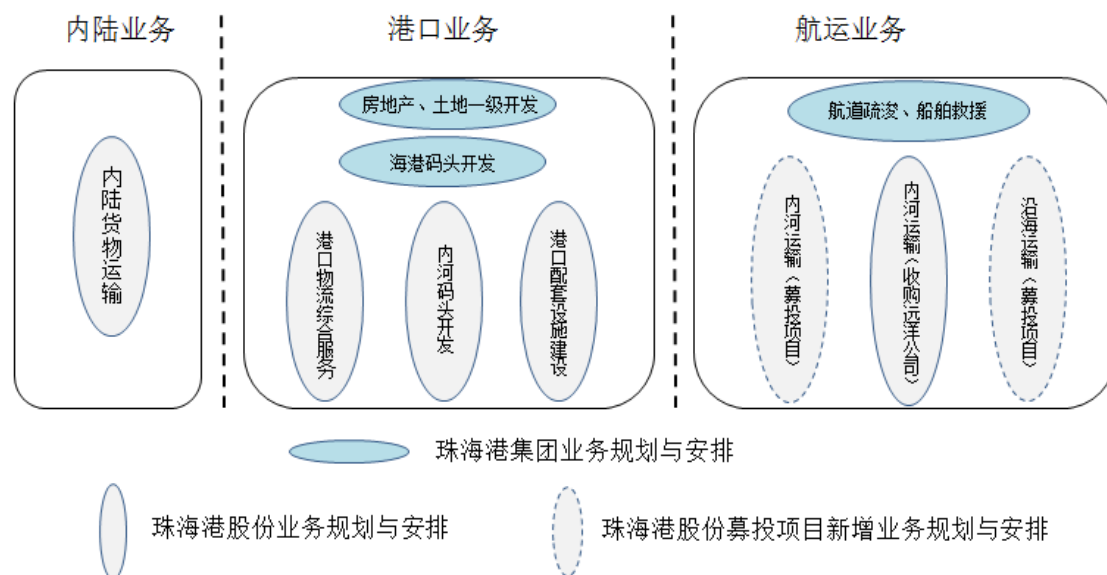 内陆业务
港口业务
航运业务
房地产、土地一级开发
海港码头开发
航道疏浚、船舶救援
内陆货物运输
港口物流综合服务
内河码头开发
港口配套设施建设
内河运输（募投项目）
内河运输（收购远洋公司）
沿海运输（募投项目）
珠海港集团业务规划与安排
珠海港股份业务规划与安排
珠海港股份募投项目新增业务规划与安排